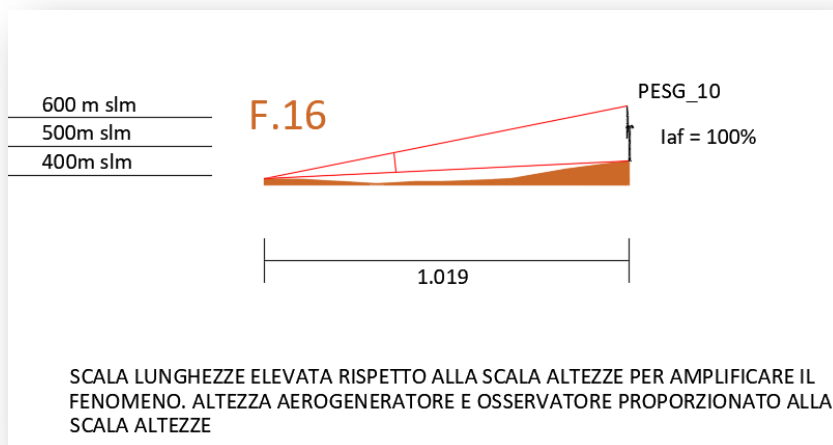 600 m slm
500m slm
400m slm
F.16
PESG_10
Iaf = 100%
1.019
SCALA LUNGHEZZE ELEVATA RISPETTO ALLA SCALA ALTEZZE PER AMPLIFICARE IL
FENOMENO. ALTEZZA AEROGENERATORE E OSSERVATORE PROPORZIONATO ALLA
SCALA ALTEZZE